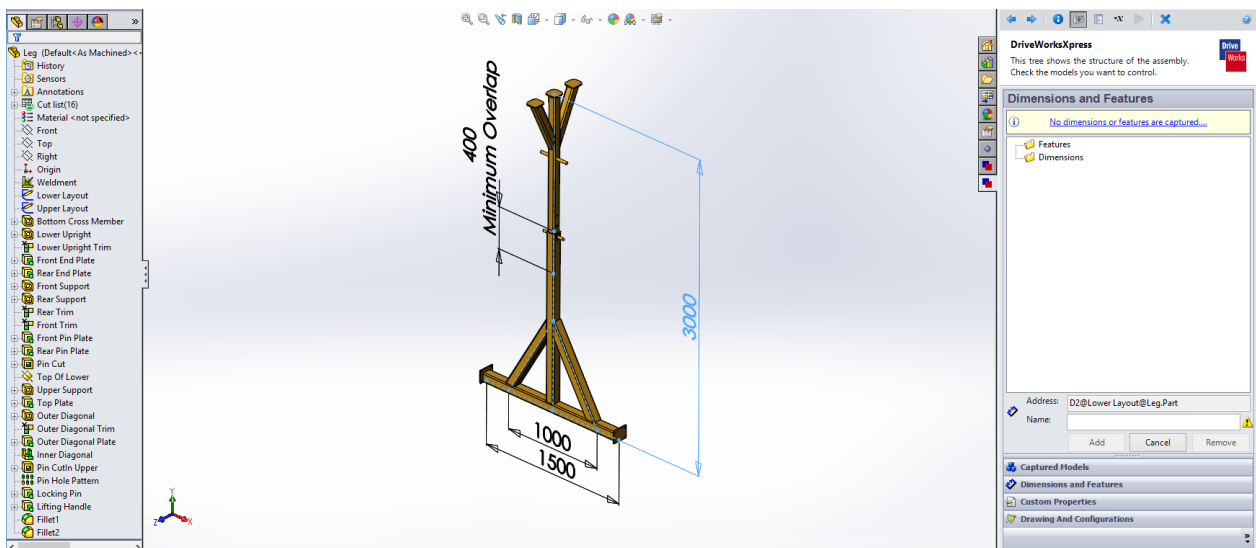 Leg (Default<As Machined><
History
Sensors
Annotations
Cut list(16)
Material <not specified>
Front
Top
Right
Origin
Weldment
Lower Layout
Upper Layout
Bottom Cross Member
Lower Upright
Lower Upright Trim
Front End Plate
Rear End Plate
Front Support
Rear Support
Rear Trim
Front Trim
Front Pin Plate
Rear Pin Plate
Pin Cut
Top Of Lower
Upper Support
Top Plate
Outer Diagonal
Outer Diagonal Trim
Outer Diagonal Plate
Inner Diagonal
Pin CutIn Upper
Pin Hole Pattern
Locking Pin
Lifting Handle
Fillet1
Fillet2
400
Minimum Overlap
3000
1000
1500
Y
Z
X
DriveWorksXpress
This tree shows the structure of the assembly.
Check the models you want to control.
Drive
Works
Dimensions and Features
No dimensions or features are captured....
Features
Dimensions
Address: D2@Lower Layout@Leg.Part
Name:
Add Cancel Remove
Captured Models
Dimensions and Features
Custom Properties
Drawing And Configurations